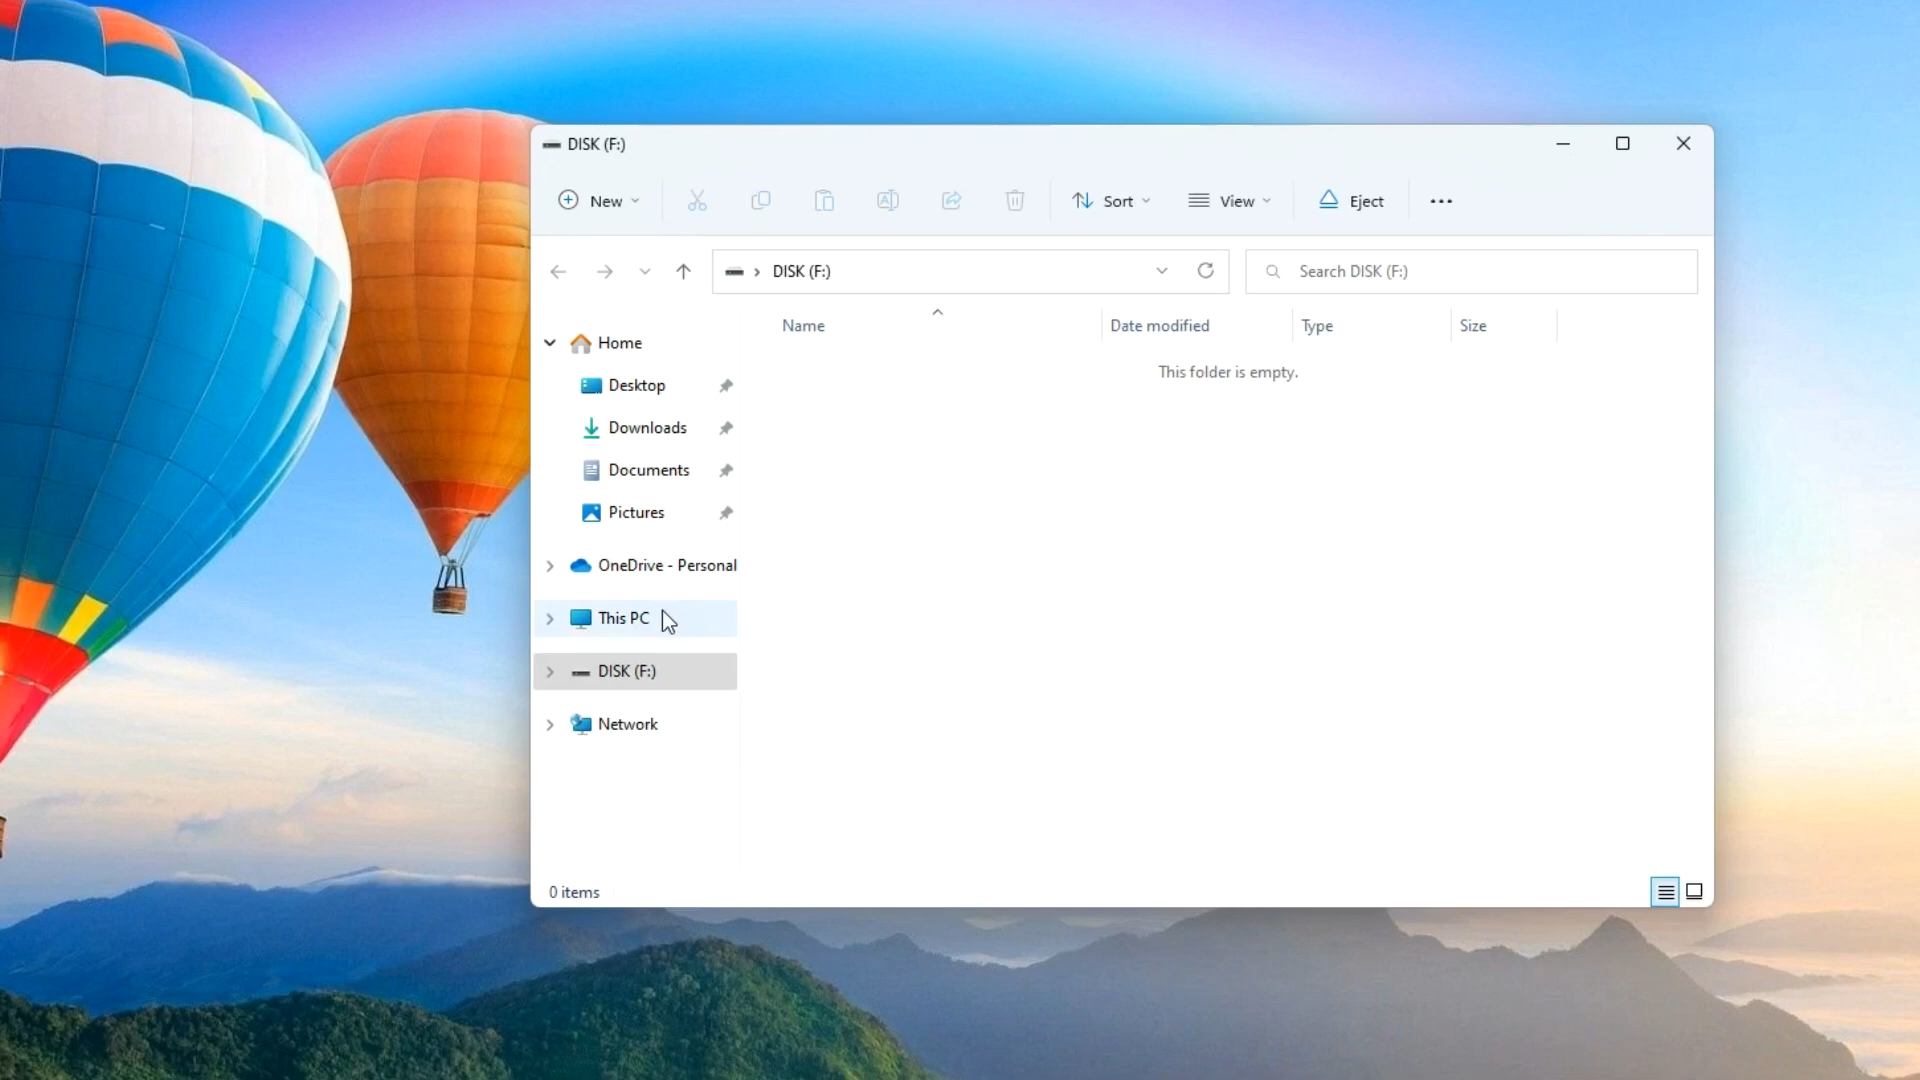 DISK (F:)
New
Sort
View
Eject
DISK (F:)
Search DISK (F:)
Name
Date modified
Type
Size
This folder is empty.
Home
Desktop
Downloads
Documents
Pictures
OneDrive - Personal
This PC
DISK (F:)
Network
0 items